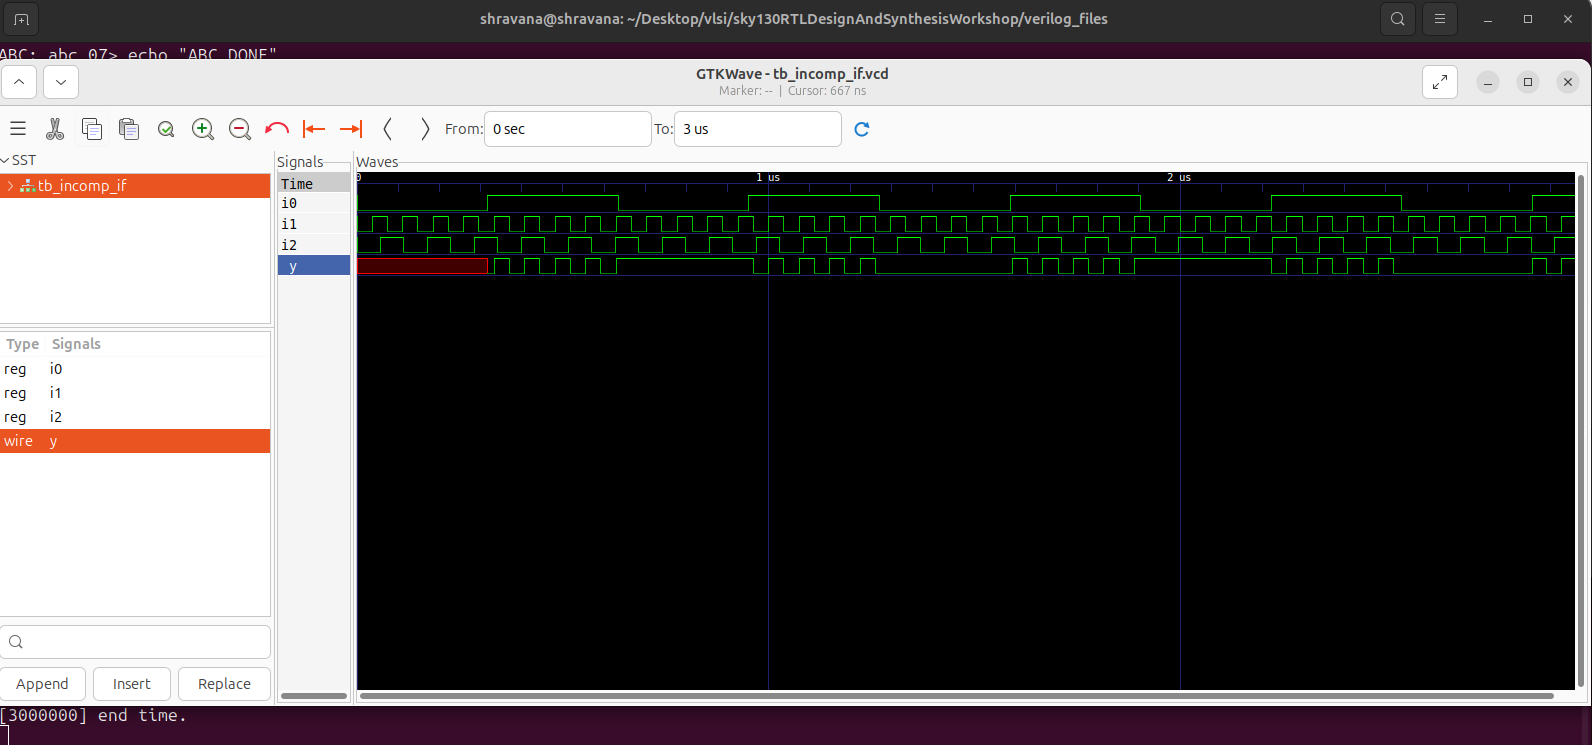 shravana@shravana: ~/Desktop/vlsi/sky130RTLDesignAndSynthesisWorkshop/verilog_files
ABC: abc 07> echo "ABC DONE"
GTKWave - tb_incomp_if.vcd
Marker: -- | Cursor: 667 ns
From: 0 sec To: 3 us
SST
tb_incomp_if
Type Signals
reg i0
reg i1
reg i2
wire y
Append Insert Replace
Signals
Time
i0
i1
i2
y
Waves
0 1 us 2 us
[3000000] end time.